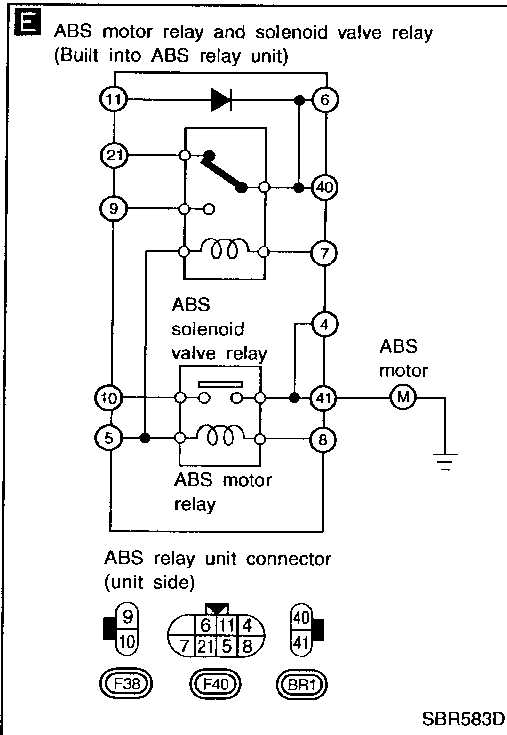 E
ABS motor relay and solenoid valve relay
(Built into ABS relay unit)
11
6
21
40
9
7
ABS
solenoid
valve relay
4
ABS
motor
10
41
M
5
8
ABS motor
relay
ABS relay unit connector
(unit side)
9
10
6 11 4
7 21 5 8
40
41
F38
F40
BR1
SBR583D